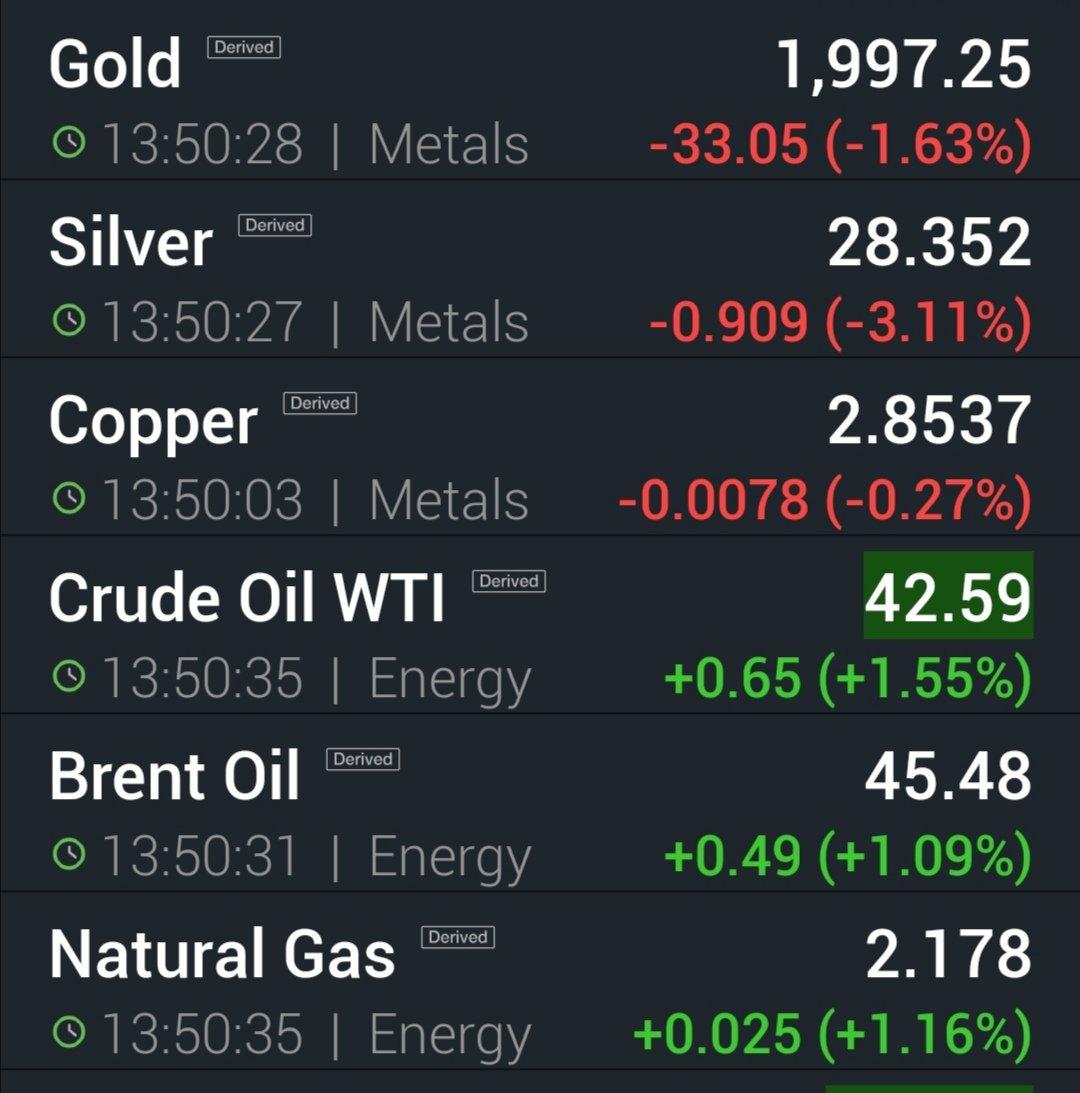 Gold Derived 1,997.25
13:50:28 | Metals -33.05 (-1.63%)
Silver Derived 28.352
13:50:27 | Metals -0.909 (-3.11%)
Copper Derived 2.8537
13:50:03 | Metals -0.0078 (-0.27%)
Crude Oil WTI Derived 42.59
13:50:35 | Energy +0.65 (+1.55%)
Brent Oil Derived 45.48
13:50:31 | Energy +0.49 (+1.09%)
Natural Gas Derived 2.178
13:50:35 | Energy +0.025 (+1.16%)